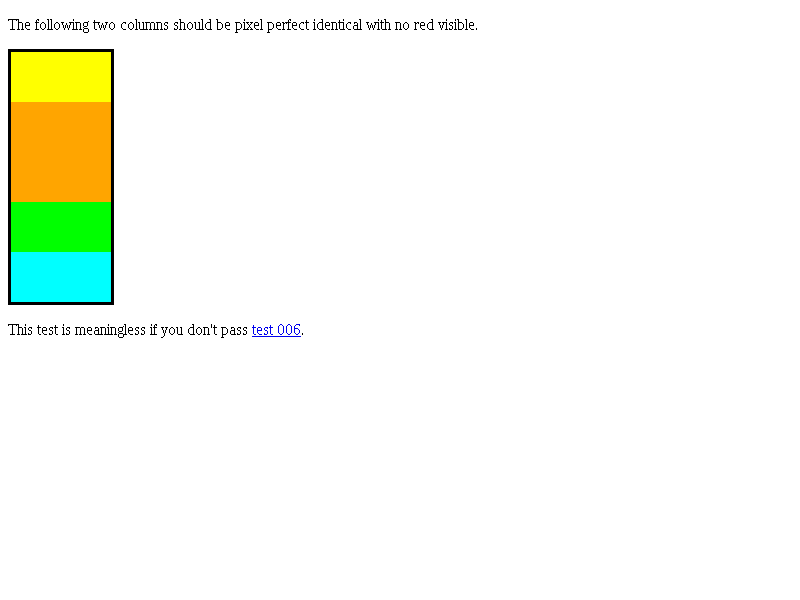 The following two columns should be pixel perfect identical with no red visible.
This test is meaningless if you don't pass test 006.